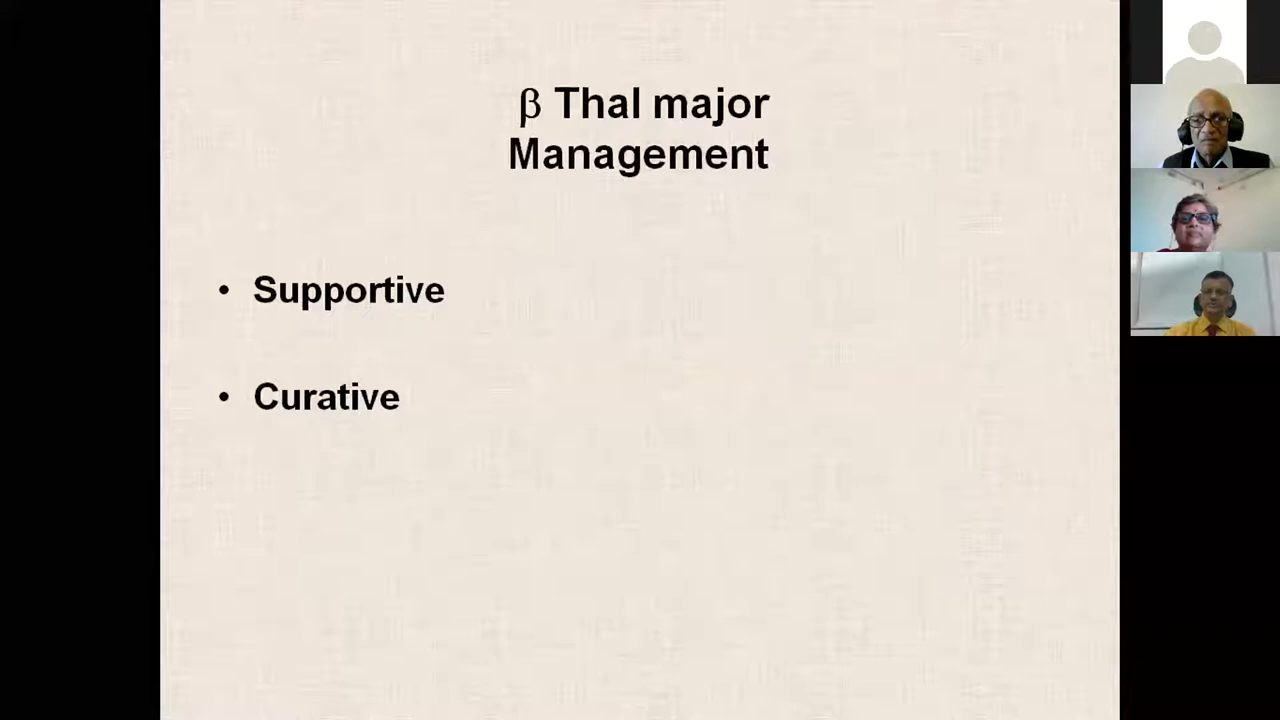 β Thal major
Management
• Supportive
• Curative